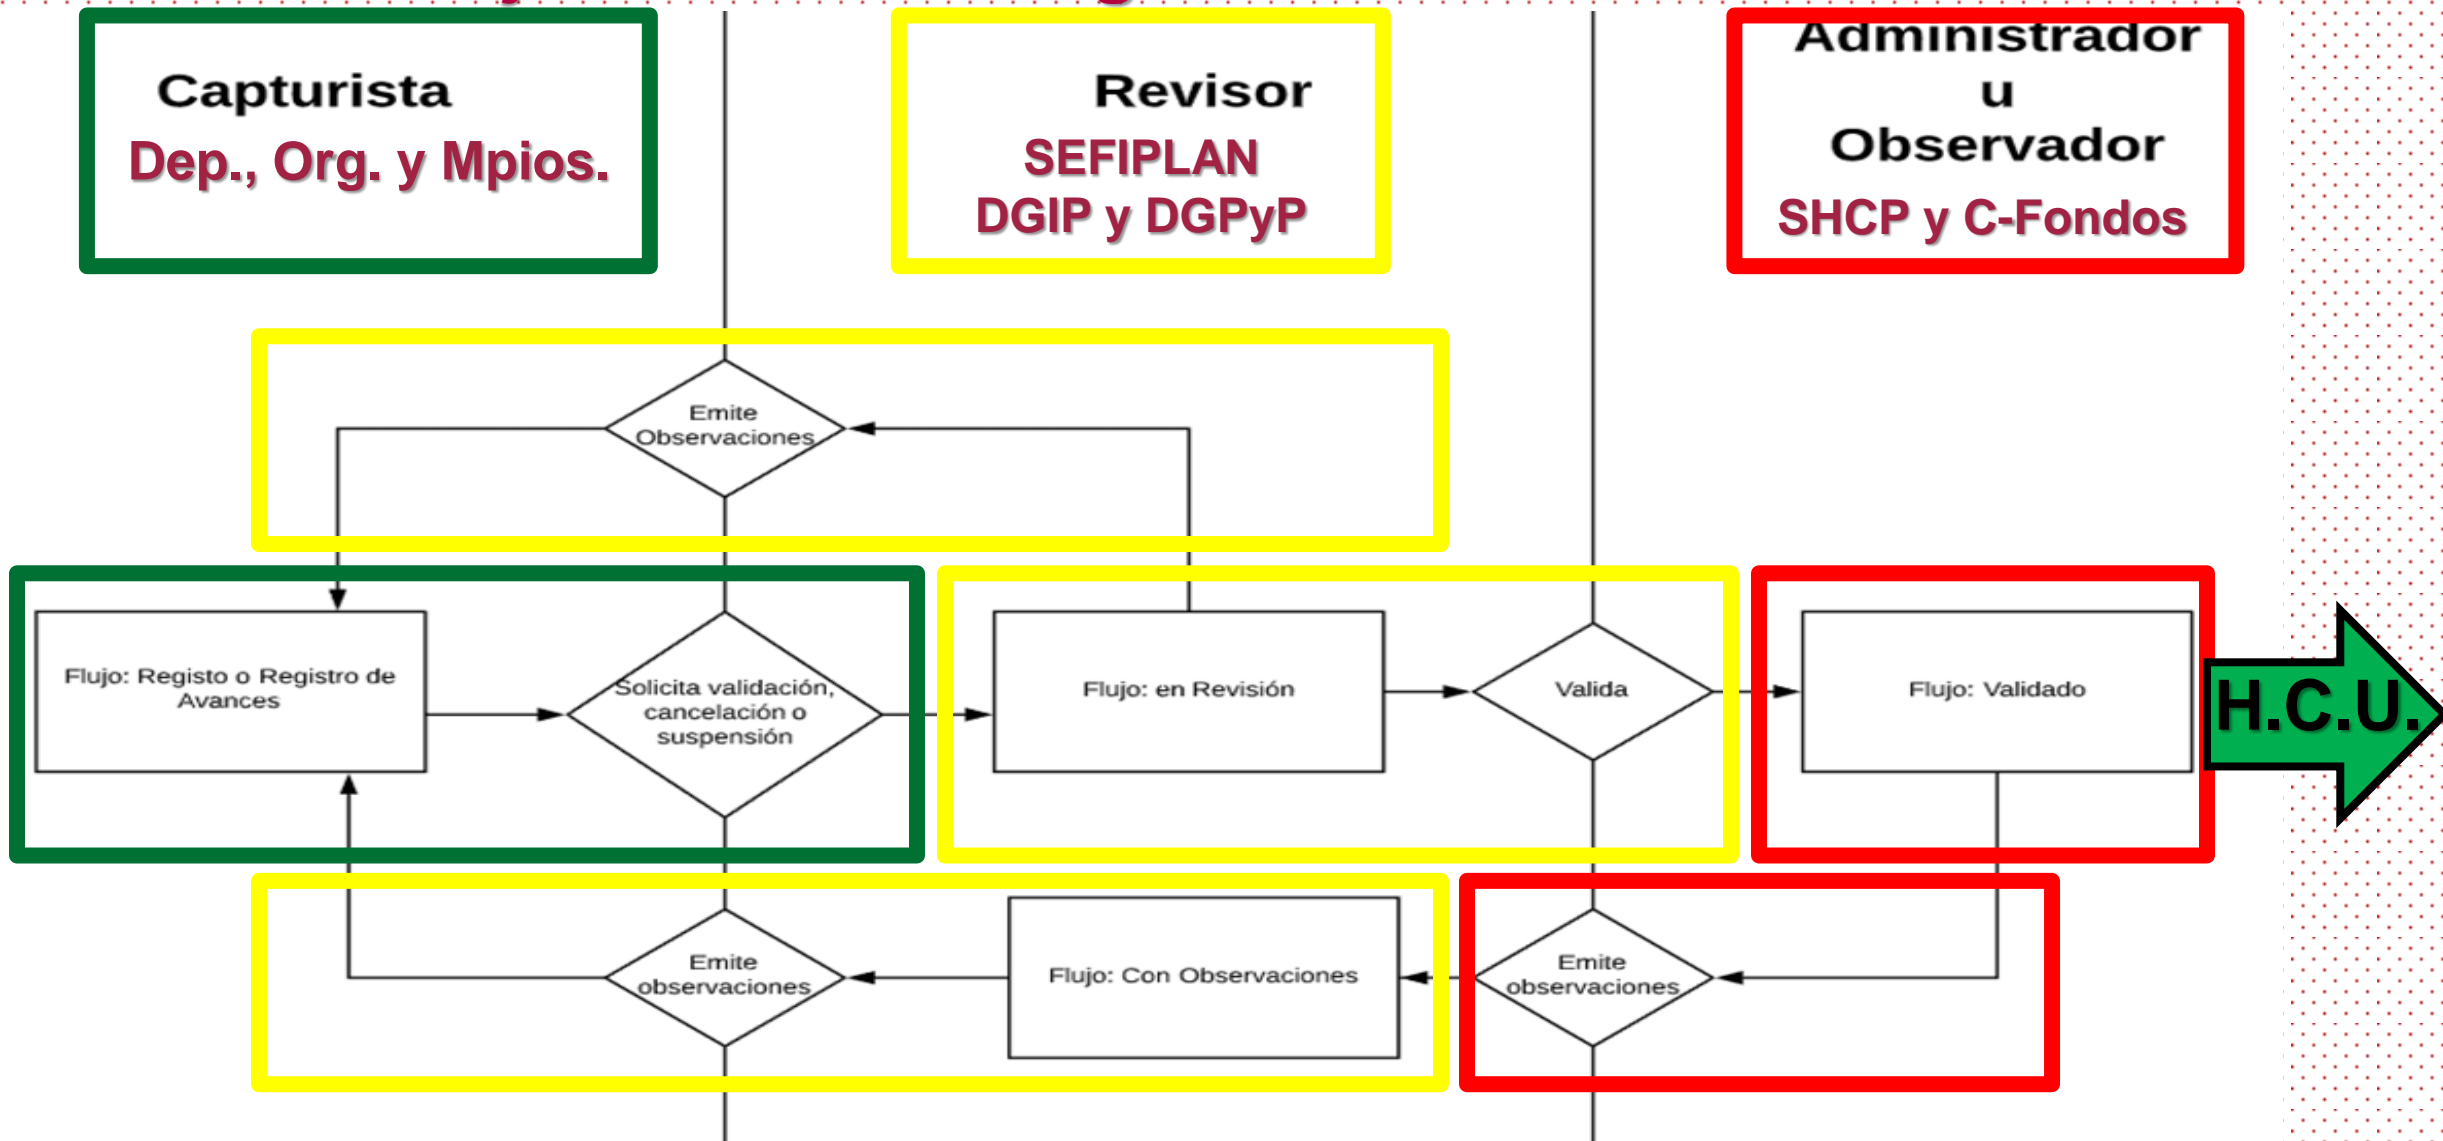 Capturista
Dep., Org. y Mpios.
Revisor
SEFIPLAN
DGIP y DGPyP
Administrador
u
Observador
SHCP y C-Fondos
Emite
Observaciones
Flujo: Registo o Registro de
Avances
Solicita validación,
cancelación o
suspensión
Flujo: en Revisión
Valida
Flujo: Validado
H.C.U.
Emite
observaciones
Flujo: Con Observaciones
Emite
observaciones